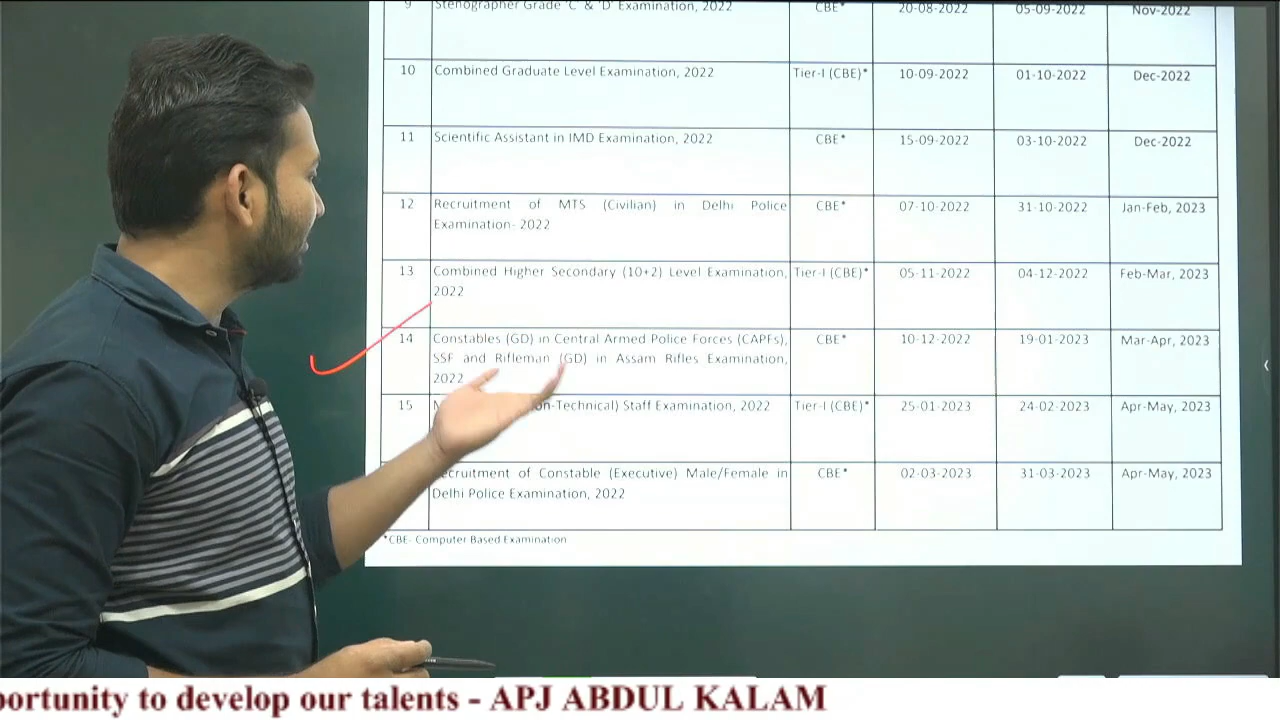 9 Stenographer Grade 'C' & 'D' Examination, 2022 CBE* 20-08-2022 05-09-2022 Nov-2022
10 Combined Graduate Level Examination, 2022 Tier-I (CBE)* 10-09-2022 01-10-2022 Dec-2022
11 Scientific Assistant in IMD Examination, 2022 CBE* 15-09-2022 03-10-2022 Dec-2022
12 Recruitment of MTS (Civilian) in Delhi Police CBE* 07-10-2022 31-10-2022 Jan-Feb, 2023
Examination- 2022
13 Combined Higher Secondary (10+2) Level Examination, Tier-I (CBE)* 05-11-2022 04-12-2022 Feb-Mar, 2023
2022
14 Constables (GD) in Central Armed Police Forces (CAPFs), CBE* 10-12-2022 19-01-2023 Mar-Apr, 2023
SSF and Rifleman (GD) in Assam Rifles Examination,
2022
15 on-Technical) Staff Examination, 2022 Tier-I (CBE)* 25-01-2023 24-02-2023 Apr-May, 2023
ecruitment of Constable (Executive) Male/Female in CBE* 02-03-2023 31-03-2023 Apr-May, 2023
Delhi Police Examination, 2022
*CBE- Computer Based Examination
portunity to develop our talents - APJ ABDUL KALAM